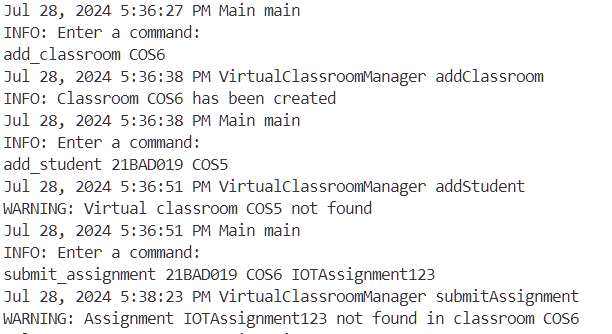 Jul 28, 2024 5:36:27 PM Main main
INFO: Enter a command:
add_classroom COS6
Jul 28, 2024 5:36:38 PM VirtualClassroomManager addClassroom
INFO: Classroom COS6 has been created
Jul 28, 2024 5:36:38 PM Main main
INFO: Enter a command:
add_student 21BAD019 COS5
Jul 28, 2024 5:36:51 PM VirtualClassroomManager addStudent
WARNING: Virtual classroom COS5 not found
Jul 28, 2024 5:36:51 PM Main main
INFO: Enter a command:
submit_assignment 21BAD019 COS6 IOTAssignment123
Jul 28, 2024 5:38:23 PM VirtualClassroomManager submitAssignment
WARNING: Assignment IOTAssignment123 not found in classroom COS6